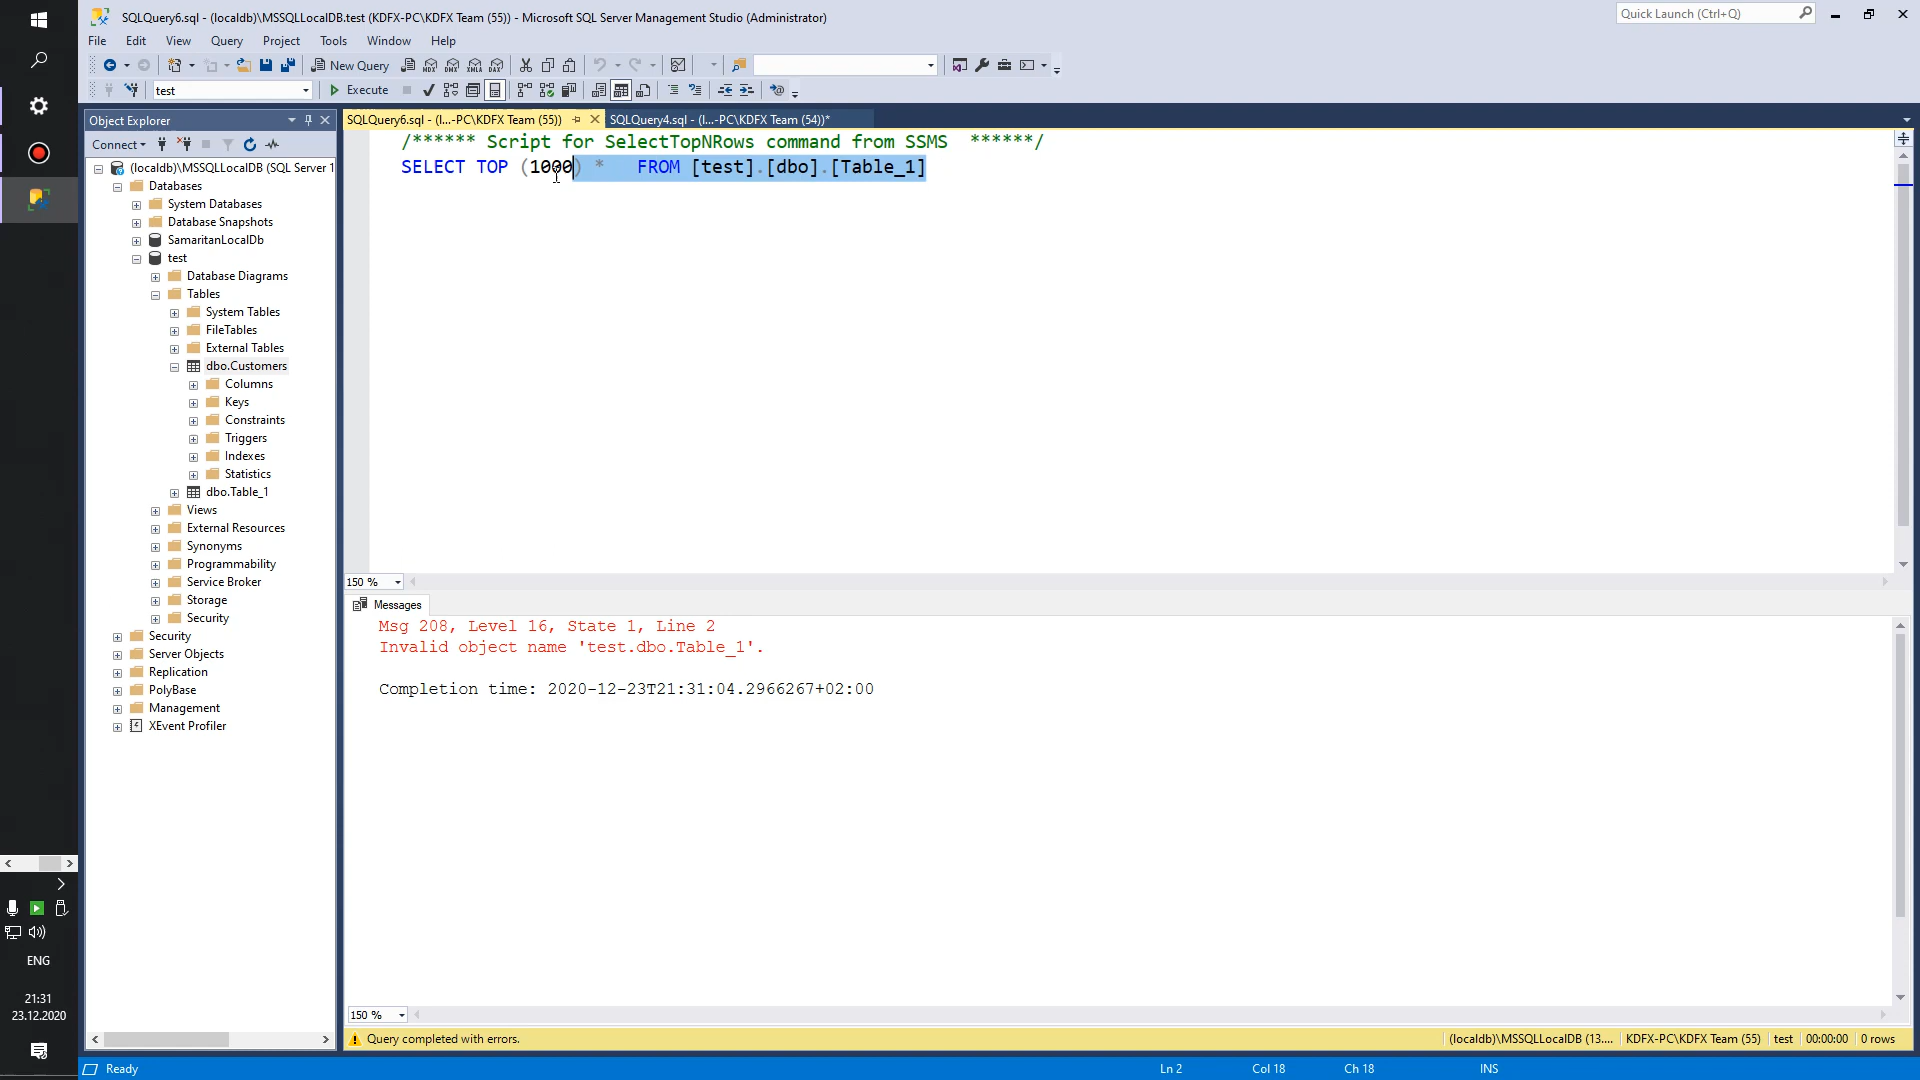 SQLQuery6.sql - (localdb)\MSSQLLocalDB.test (KDFX-PC\KDFX Team (55)) - Microsoft SQL Server Management Studio (Administrator)
Quick Launch (Ctrl+Q)
File Edit View Query Project Tools Window Help
New Query
MDX DMX XMLA DAX
test
Execute
Object Explorer
SQLQuery6.sql - (l...-PC\KDFX Team (55))
SQLQuery4.sql - (l...-PC\KDFX Team (54))*
Connect
/****** Script for SelectTopNRows command from SSMS ******/
SELECT TOP (1000) * FROM [test].[dbo].[Table_1]
(localdb)\MSSQLLocalDB (SQL Server 1
Databases
System Databases
Database Snapshots
SamaritanLocalDb
test
Database Diagrams
Tables
System Tables
FileTables
External Tables
dbo.Customers
Columns
Keys
Constraints
Triggers
Indexes
Statistics
dbo.Table_1
Views
External Resources
Synonyms
Programmability
Service Broker
Storage
Security
Security
Server Objects
Replication
PolyBase
Management
XEvent Profiler
150 %
Messages
Msg 208, Level 16, State 1, Line 2
Invalid object name 'test.dbo.Table_1'.
Completion time: 2020-12-23T21:31:04.2966267+02:00
150 %
Query completed with errors.
(localdb)\MSSQLLocalDB (13.... KDFX-PC\KDFX Team (55) test 00:00:00 0 rows
Ready
Ln 2 Col 18 Ch 18 INS
ENG
21:31
23.12.2020